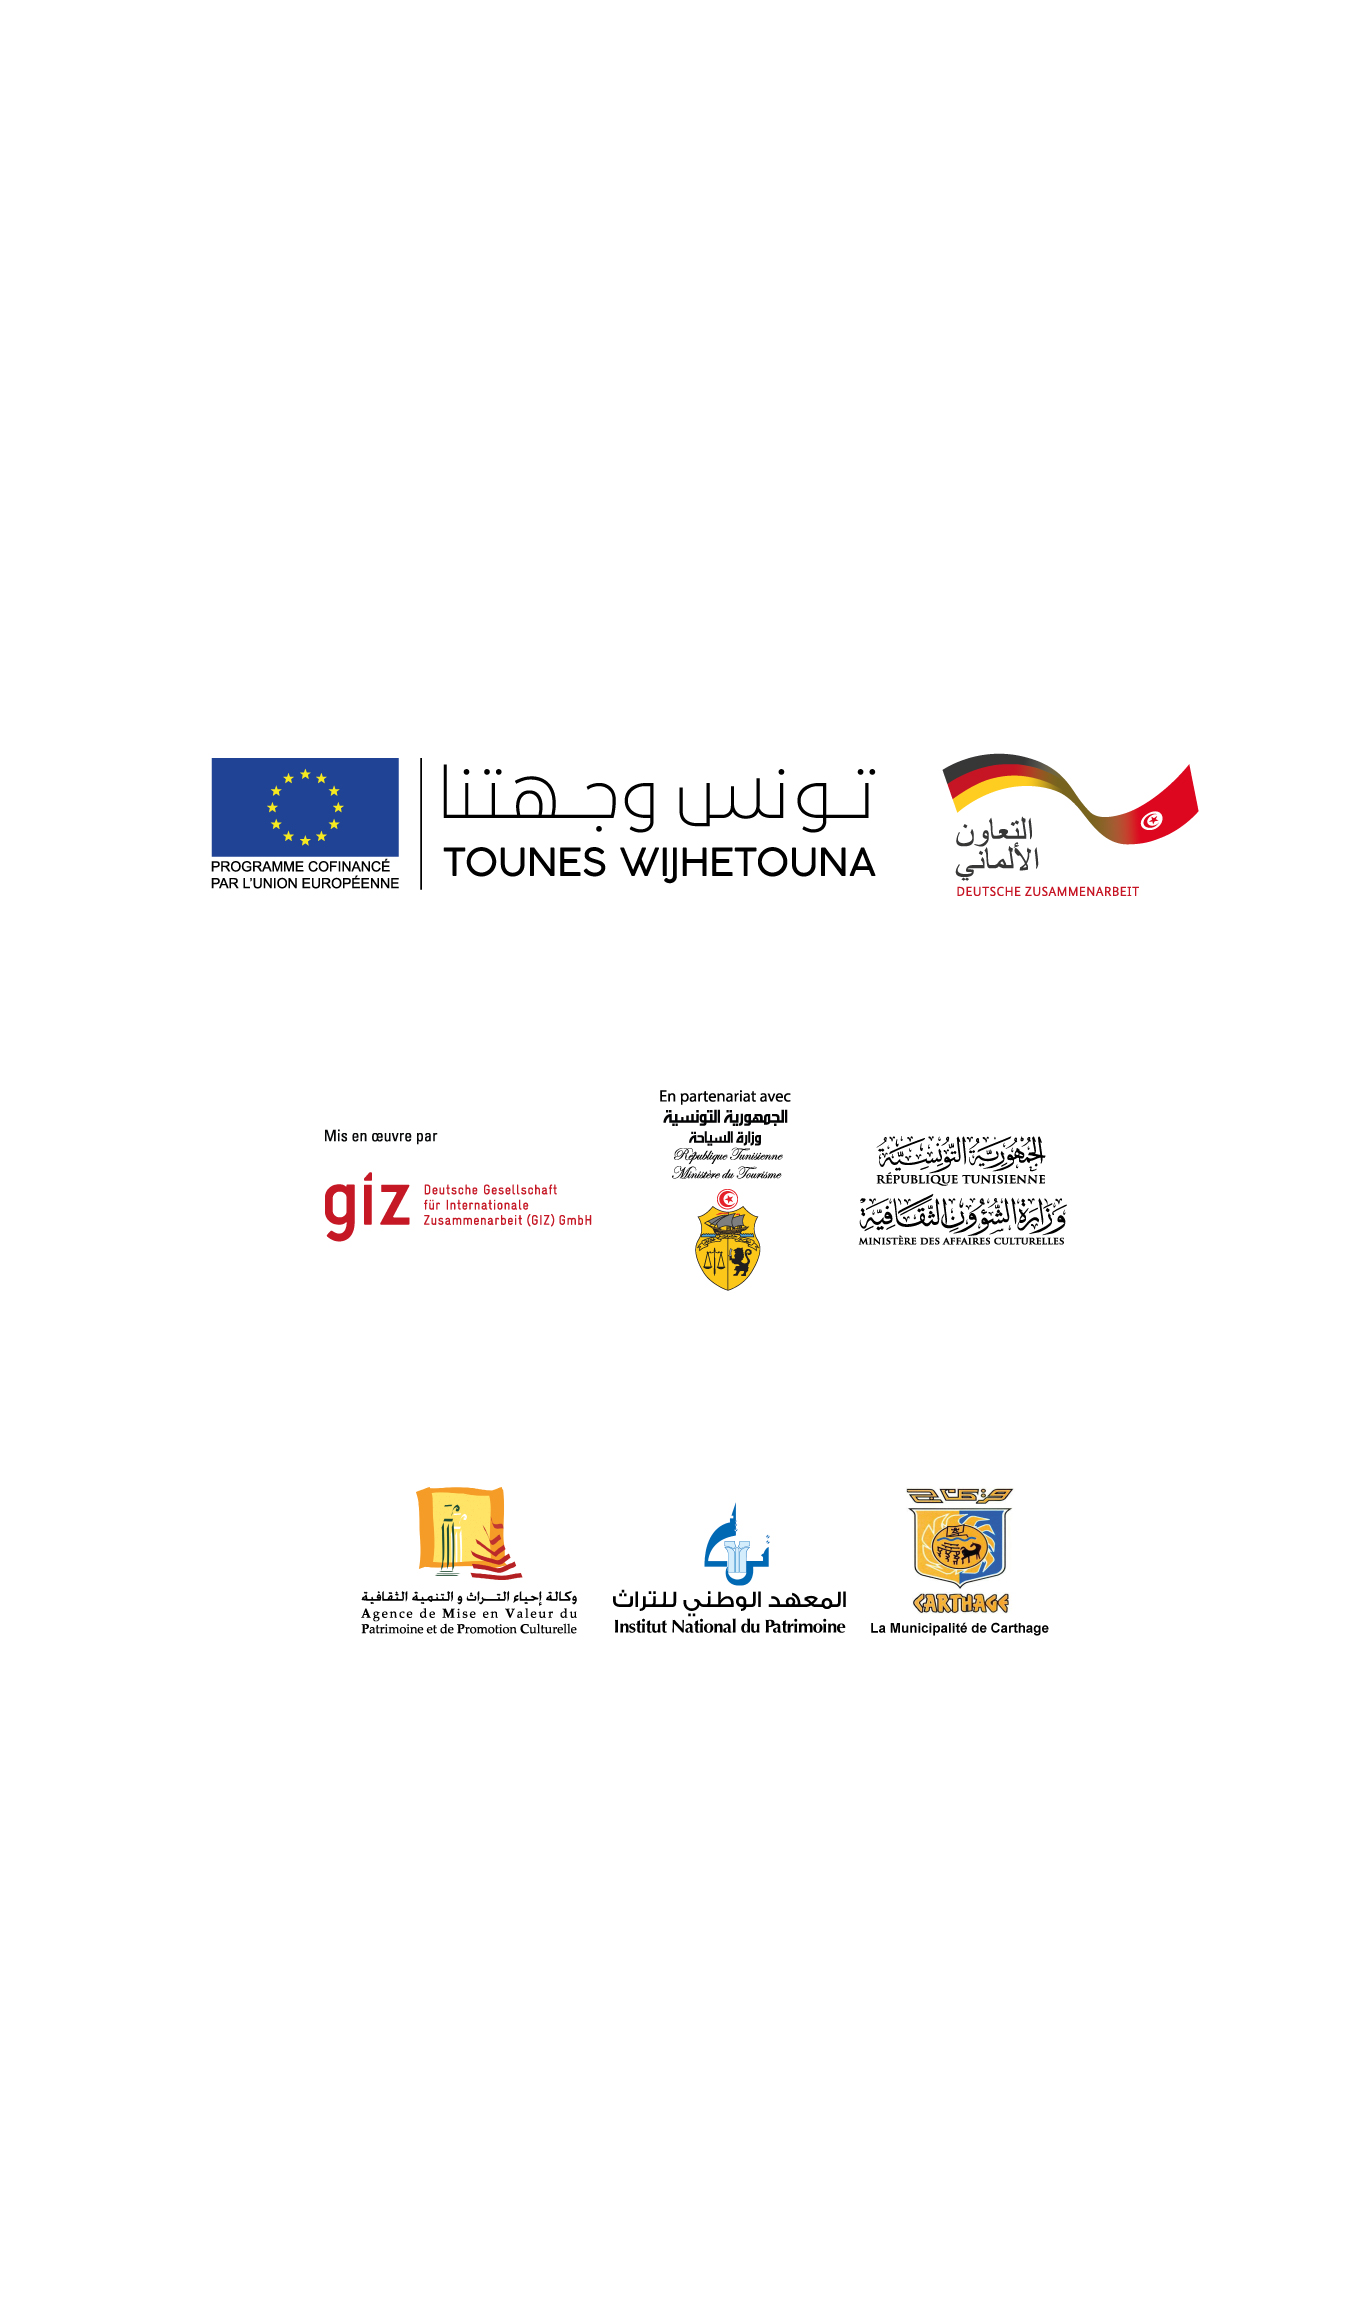 PROGRAMME COFINANCÉ
PAR L'UNION EUROPÉENNE
تونس وجهتنا
TOUNES WIJHETOUNA
التعاون
الألماني
DEUTSCHE ZUSAMMENARBEIT
Mis en œuvre par
giz
Deutsche Gesellschaft
für Internationale
Zusammenarbeit (GIZ) GmbH
En partenariat avec
الجمهورية التونسية
وزارة السياحة
République Tunisienne
Ministère du Tourisme
الجمهورية التونسية
RÉPUBLIQUE TUNISIENNE
وزارة الشؤون الثقافية
MINISTÈRE DES AFFAIRES CULTURELLES
وكالة إحياء التراث و التنمية الثقافية
Agence de Mise en Valeur du
Patrimoine et de Promotion Culturelle
المعهد الوطني للتراث
Institut National du Patrimoine
قرطاج
CARTHAGE
La Municipalité de Carthage